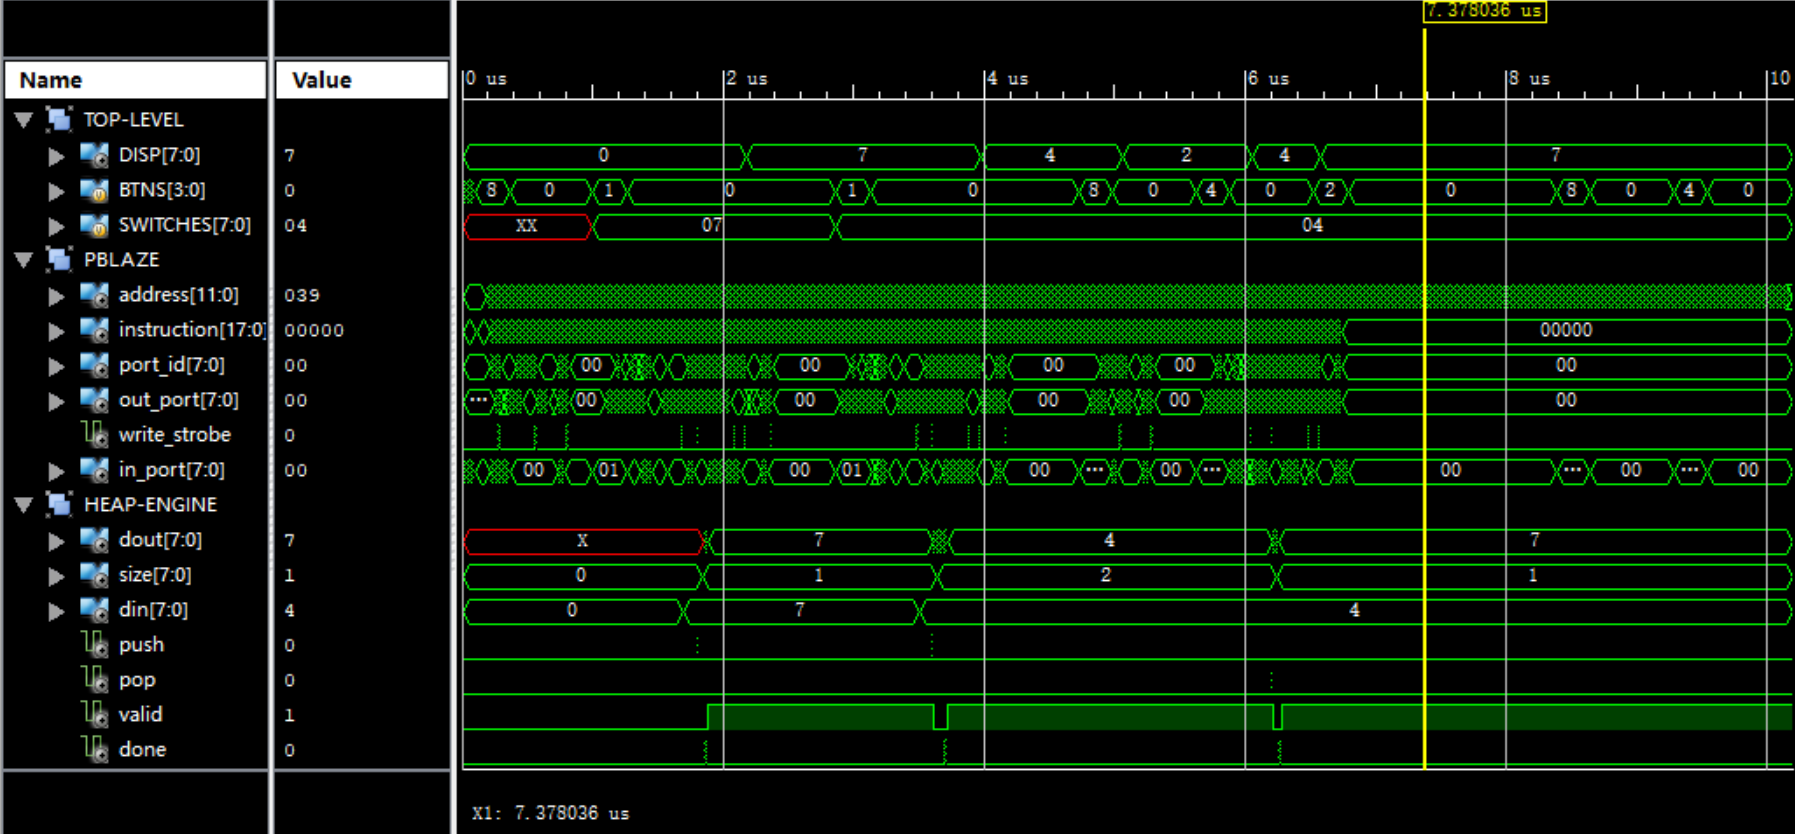 7.378036 us
Name Value 0 us 2 us 4 us 6 us 8 us 10
TOP-LEVEL
DISP[7:0] 7 0 7 4 2 4 7
BTNS[3:0] 0 8 0 1 0 1 0 8 0 4 0 2 0 8 0 4 0
SWITCHES[7:0] 04 XX 07 04
PBLAZE
address[11:0] 039
instruction[17:0] 00000 00000
port_id[7:0] 00 00 00 00 00 00
out_port[7:0] 00 ... 00 00 00 00 00
write_strobe 0
in_port[7:0] 00 00 01 00 01 00 ... 00 ... 00 ... 00 ... 00
HEAP-ENGINE
dout[7:0] 7 X 7 4 7
size[7:0] 1 0 1 2 1
din[7:0] 4 0 7 4
push 0
pop 0
valid 1
done 0
X1: 7.378036 us